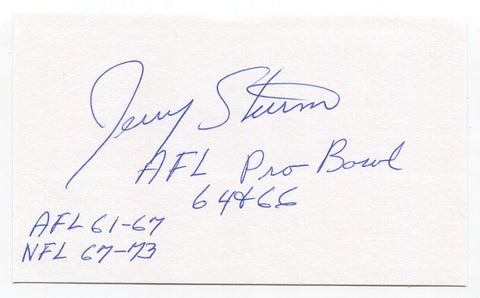 Jerry Sturm
AFL Pro Bowl
64&66
AFL 61-67
NFL 67-73